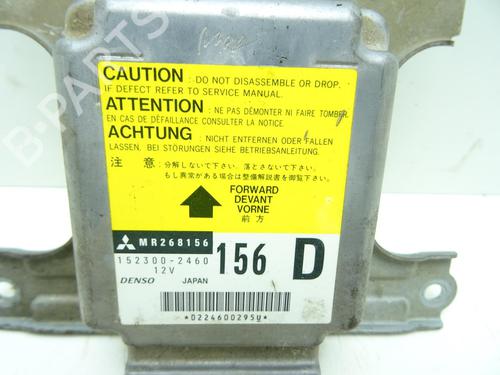 CAUTION : DO NOT DISASSEMBLE OR DROP.
IF DEFECT REFER TO SERVICE MANUAL.
ATTENTION : NE PAS DÉMONTER NI FAIRE TOMBER
EN CAS DE DÉFAILLANCE CONSULTER LA NOTICE.
ACHTUNG : NICHT ENTFERNEN ODER FALLEN
LASSEN. BEI STÖRUNGEN SIEHE BETRIEBSANLEITUNG.
注 意 : 分解しないで下さい。落とさないで下さい。
もし異常がある場合は整備解説書を御覧下さい。
FORWARD
DEVANT
VORNE
前 方
MR268156
152300-2460
12V
156 D
DENSO JAPAN
*0224600295y*
B-PARTS